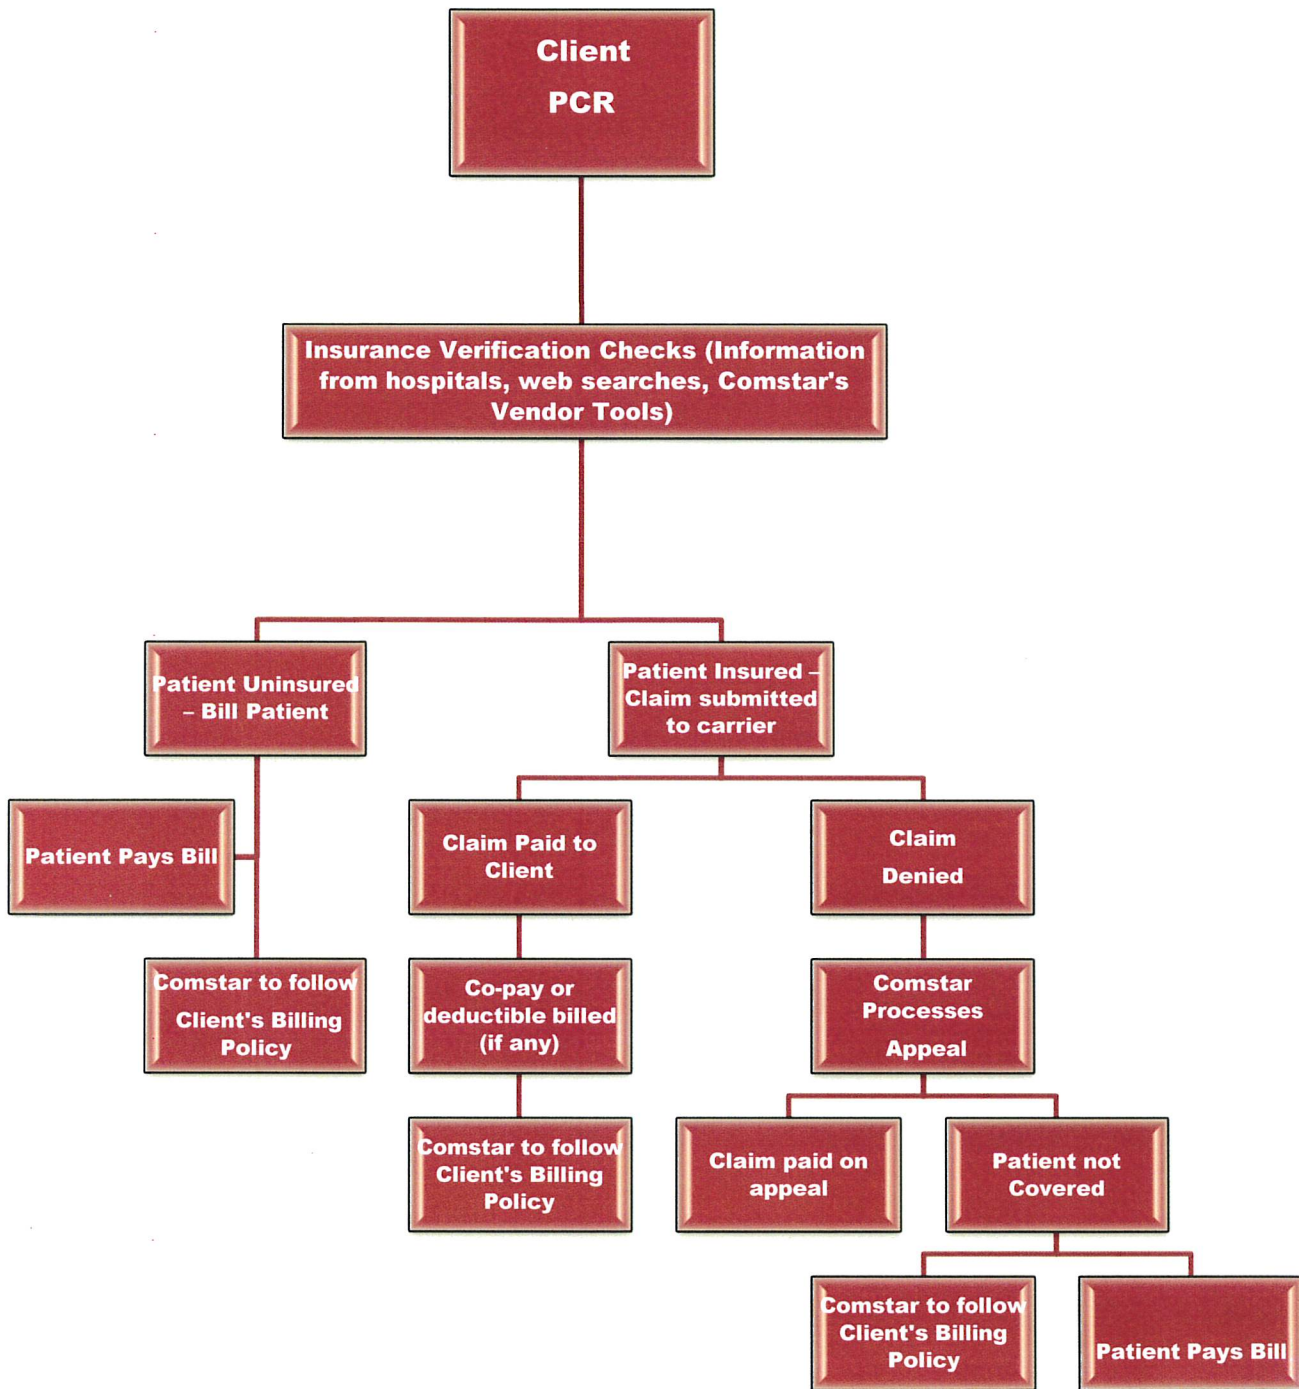 Client
PCR
Insurance Verification Checks (Information
from hospitals, web searches, Comstar's
Vendor Tools)
Patient Uninsured
– Bill Patient
Patient Insured –
Claim submitted
to carrier
Patient Pays Bill
Claim Paid to
Client
Claim
Denied
Comstar to follow
Client's Billing
Policy
Co-pay or
deductible billed
(if any)
Comstar
Processes
Appeal
Comstar to follow
Client's Billing
Policy
Claim paid on
appeal
Patient not
Covered
Comstar to follow
Client's Billing
Policy
Patient Pays Bill